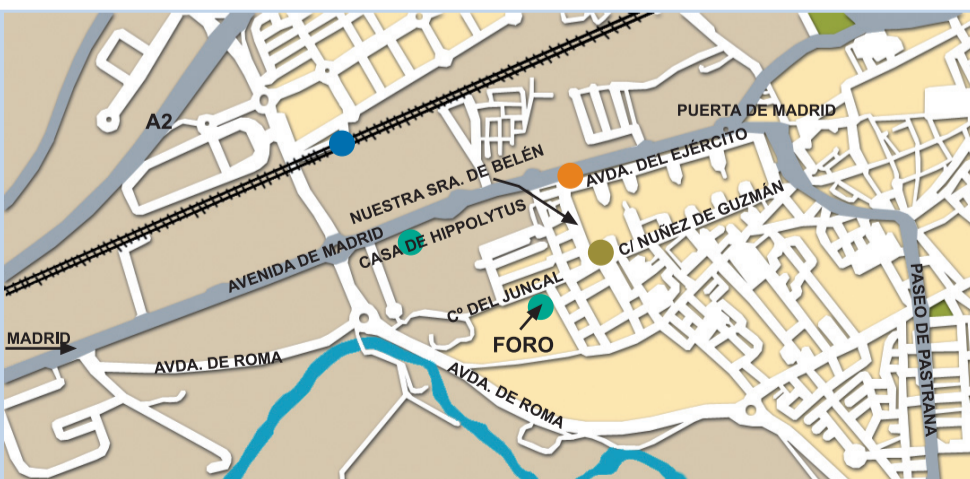 PUERTA DE MADRID
A2
AVDA. DEL EJÉRCITO
NUESTRA SRA. DE BELÉN
C/ NUÑEZ DE GUZMÁN
CASA DE HIPPOLYTUS
AVENIDA DE MADRID
Cº DEL JUNCAL
PASEO DE PASTRANA
MADRID
FORO
AVDA. DE ROMA
AVDA. DE ROMA